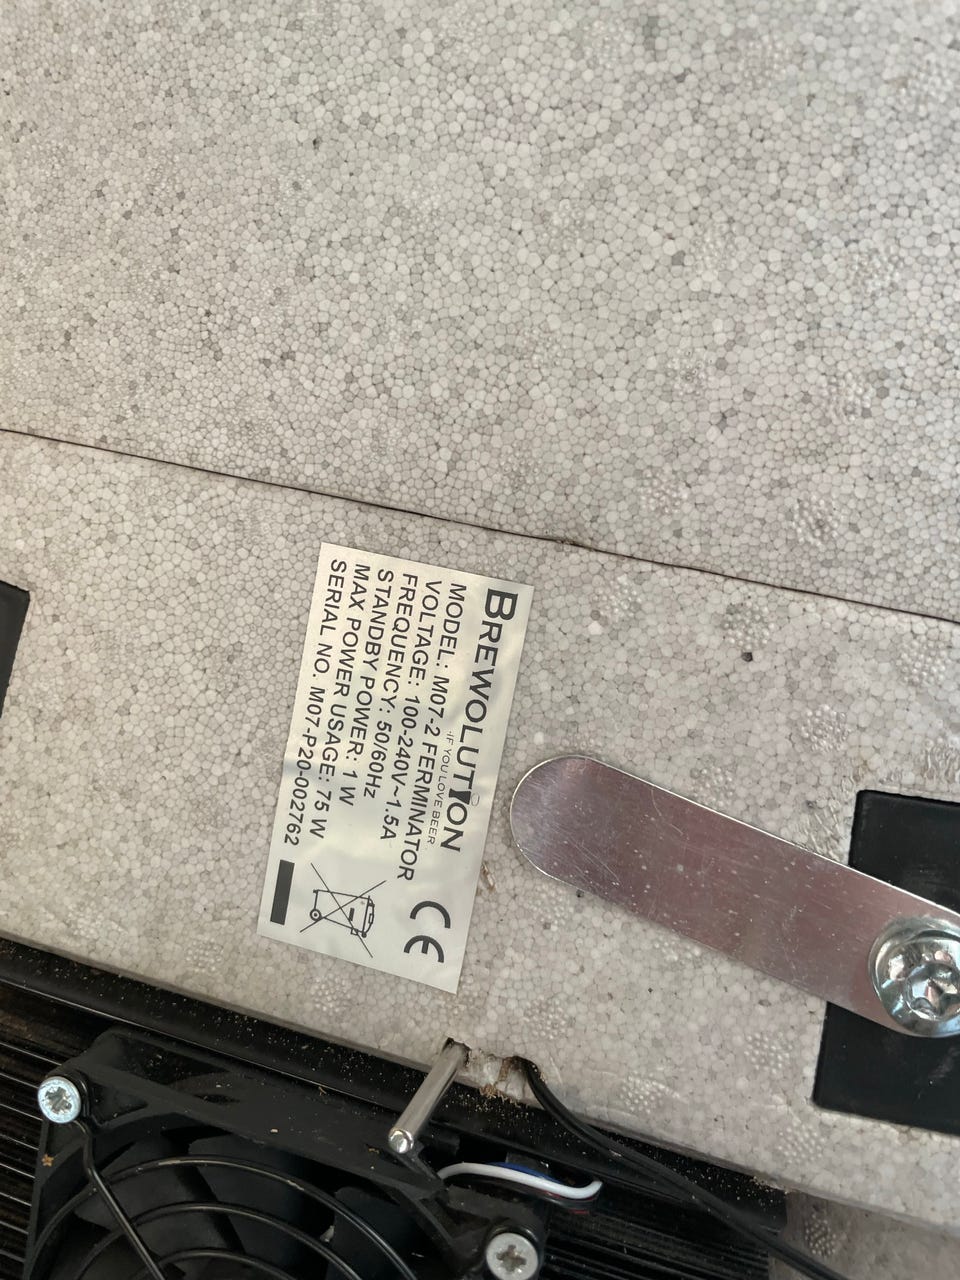 BREWOLUTION
·IF YOU LOVE BEER·
MODEL: M07-2 FERMINATOR
VOLTAGE: 100-240V~1.5A
FREQUENCY: 50/60Hz
STANDBY POWER: 1 W
MAX POWER USAGE: 75 W
SERIAL NO. M07-P20-002762
CE